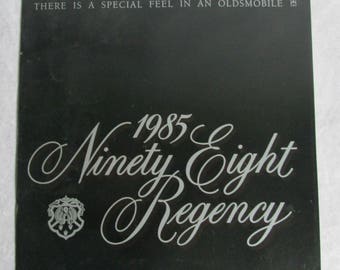 THERE IS A SPECIAL FEEL IN AN OLDSMOBILE
1985
Ninety Eight
Regency